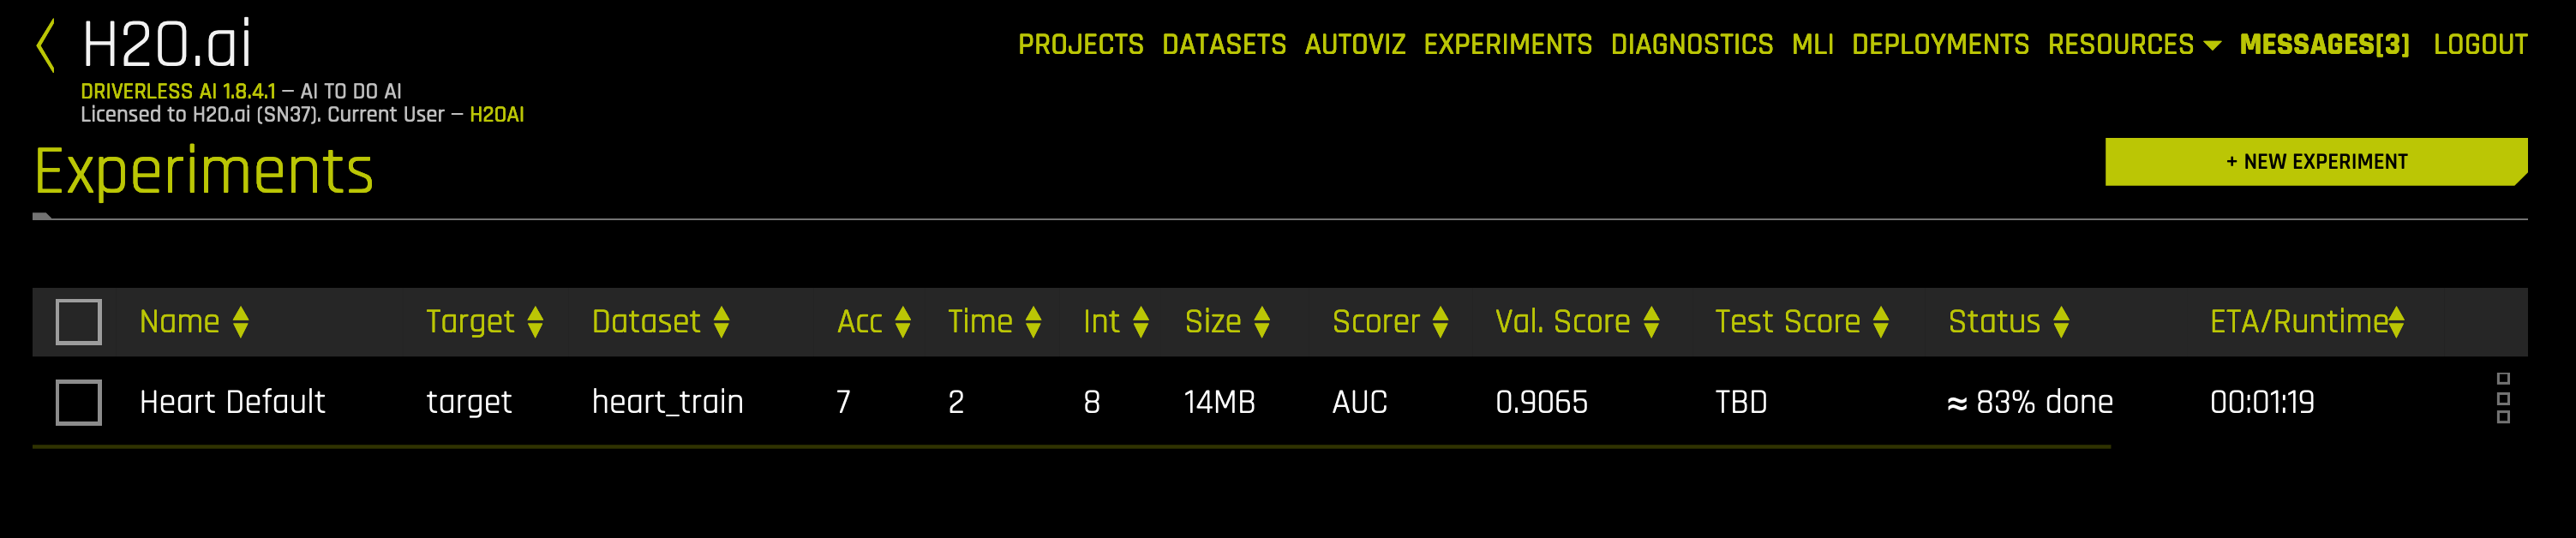 H2O.ai
PROJECTS DATASETS AUTOVIZ EXPERIMENTS DIAGNOSTICS MLI DEPLOYMENTS RESOURCES MESSAGES[3] LOGOUT
DRIVERLESS AI 1.8.4.1 — AI TO DO AI
Licensed to H2O.ai (SN37). Current User — H2OAI
Experiments
+ NEW EXPERIMENT
Name Target Dataset Acc Time Int Size Scorer Val. Score Test Score Status ETA/Runtime
Heart Default target heart_train 7 2 8 14MB AUC 0.9065 TBD ≈ 83% done 00:01:19